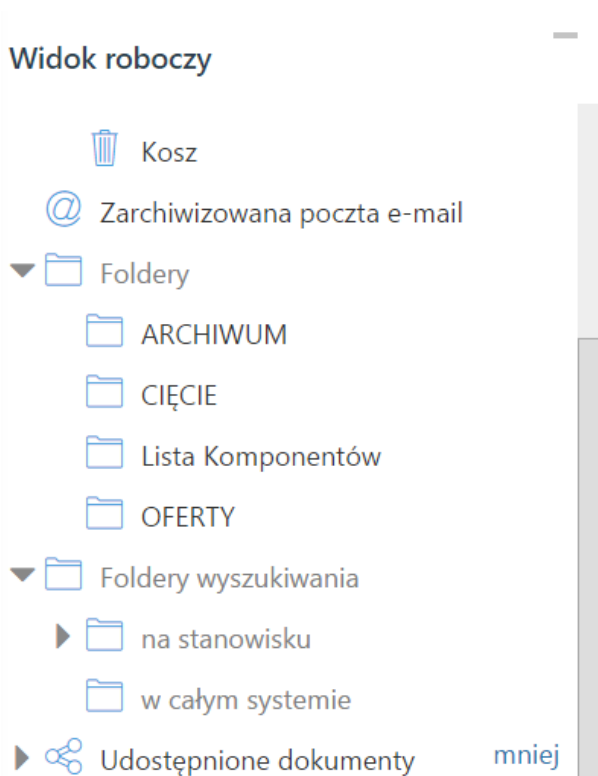 Widok roboczy
Kosz
Zarchiwizowana poczta e-mail
Foldery
ARCHIWUM
CIĘCIE
Lista Komponentów
OFERTY
Foldery wyszukiwania
na stanowisku
w całym systemie
Udostępnione dokumenty mniej